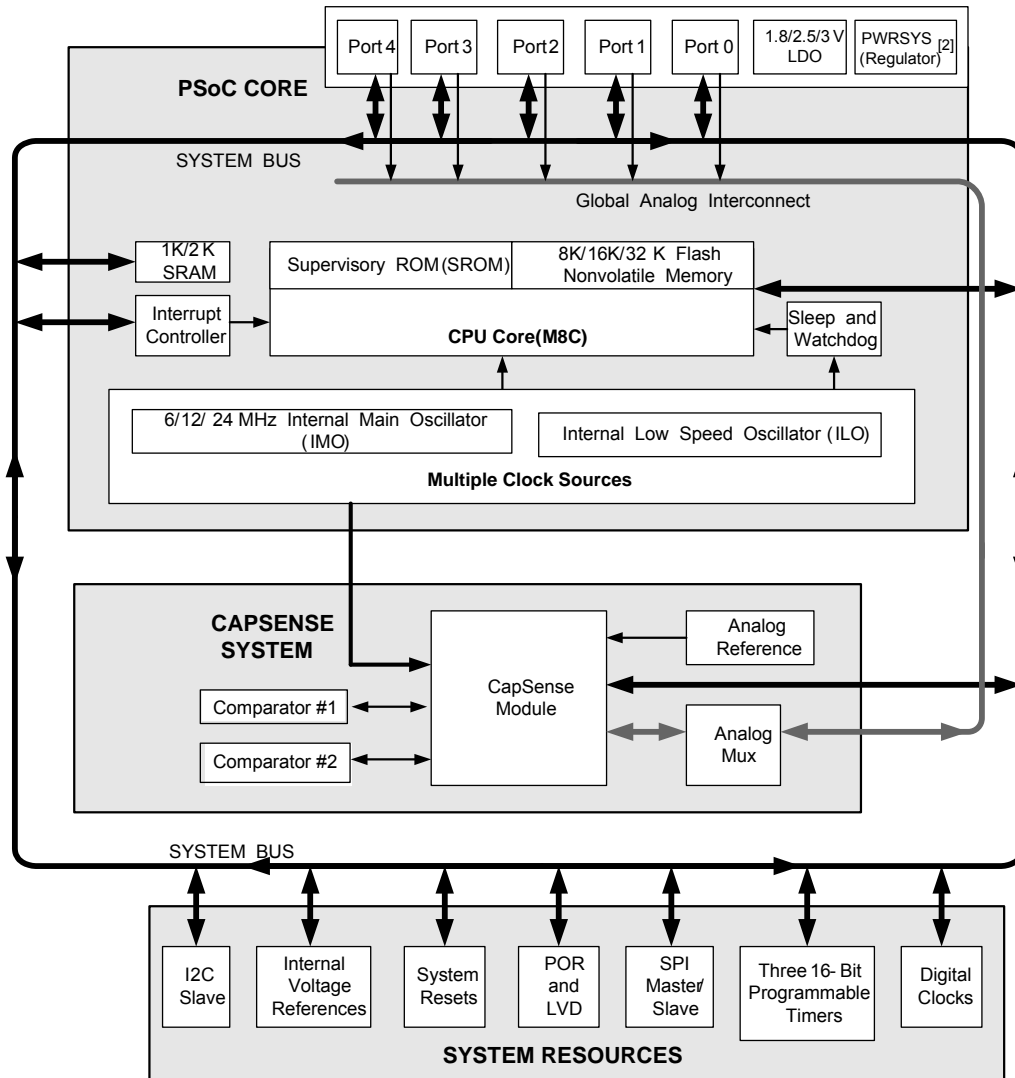 Port 4
Port 3
Port 2
Port 1
Port 0
1.8/2.5/3 V
LDO
PWRSYS [2]
(Regulator)
PSoC CORE
SYSTEM BUS
Global Analog Interconnect
1K/2 K
SRAM
Supervisory ROM (SROM)
8K/16K/32 K Flash
Nonvolatile Memory
Interrupt
Controller
CPU Core(M8C)
Sleep and
Watchdog
6/12/ 24 MHz Internal Main Oscillator
(IMO)
Internal Low Speed Oscillator (ILO)
Multiple Clock Sources
CAPSENSE
SYSTEM
Analog
Reference
CapSense
Module
Comparator #1
Comparator #2
Analog
Mux
SYSTEM BUS
I2C
Slave
Internal
Voltage
References
System
Resets
POR
and
LVD
SPI
Master/
Slave
Three 16- Bit
Programmable
Timers
Digital
Clocks
SYSTEM RESOURCES